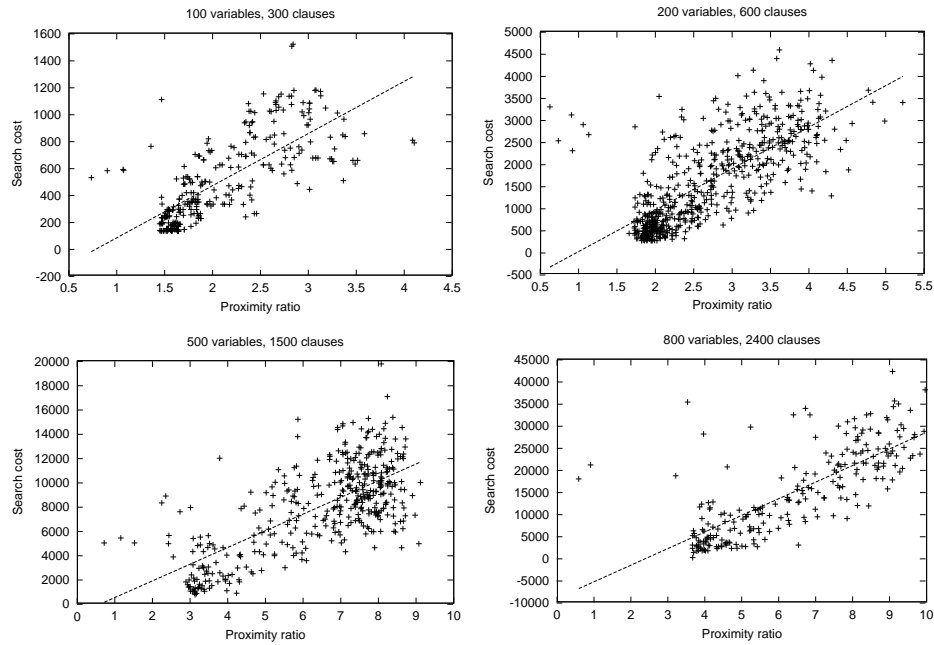 100 variables, 300 clauses
1600
1400
1200
1000
800
600
400
200
0
-200
Search cost
0.5 1 1.5 2 2.5 3 3.5 4 4.5
Proximity ratio
200 variables, 600 clauses
5000
4500
4000
3500
3000
2500
2000
1500
1000
500
0
-500
Search cost
0.5 1 1.5 2 2.5 3 3.5 4 4.5 5 5.5
Proximity ratio
500 variables, 1500 clauses
20000
18000
16000
14000
12000
10000
8000
6000
4000
2000
0
Search cost
0 1 2 3 4 5 6 7 8 9 10
Proximity ratio
800 variables, 2400 clauses
45000
40000
35000
30000
25000
20000
15000
10000
5000
0
-5000
-10000
Search cost
0 1 2 3 4 5 6 7 8 9 10
Proximity ratio